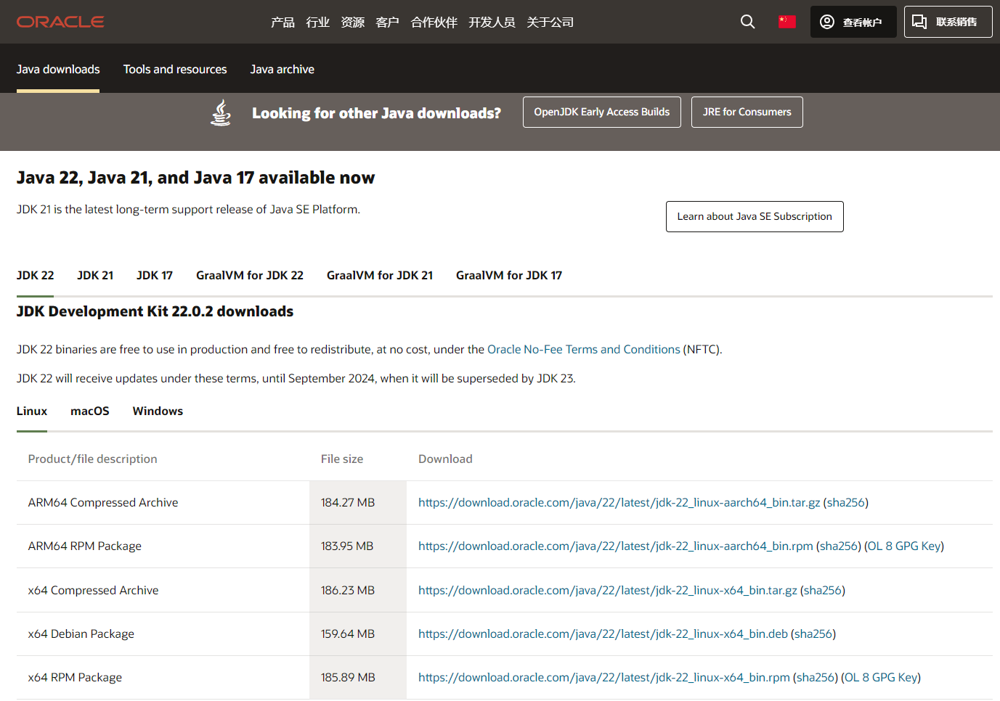 ORACLE 产品 行业 资源 客户 合作伙伴 开发人员 关于公司 查看帐户 联系销售
Java downloads Tools and resources Java archive
Looking for other Java downloads? OpenJDK Early Access Builds JRE for Consumers
Java 22, Java 21, and Java 17 available now
JDK 21 is the latest long-term support release of Java SE Platform.
Learn about Java SE Subscription
JDK 22 JDK 21 JDK 17 GraalVM for JDK 22 GraalVM for JDK 21 GraalVM for JDK 17
JDK Development Kit 22.0.2 downloads
JDK 22 binaries are free to use in production and free to redistribute, at no cost, under the Oracle No-Fee Terms and Conditions (NFTC).
JDK 22 will receive updates under these terms, until September 2024, when it will be superseded by JDK 23.
Linux macOS Windows
Product/file description File size Download
ARM64 Compressed Archive 184.27 MB https://download.oracle.com/java/22/latest/jdk-22_linux-aarch64_bin.tar.gz (sha256)
ARM64 RPM Package 183.95 MB https://download.oracle.com/java/22/latest/jdk-22_linux-aarch64_bin.rpm (sha256) (OL 8 GPG Key)
x64 Compressed Archive 186.23 MB https://download.oracle.com/java/22/latest/jdk-22_linux-x64_bin.tar.gz (sha256)
x64 Debian Package 159.64 MB https://download.oracle.com/java/22/latest/jdk-22_linux-x64_bin.deb (sha256)
x64 RPM Package 185.89 MB https://download.oracle.com/java/22/latest/jdk-22_linux-x64_bin.rpm (sha256) (OL 8 GPG Key)